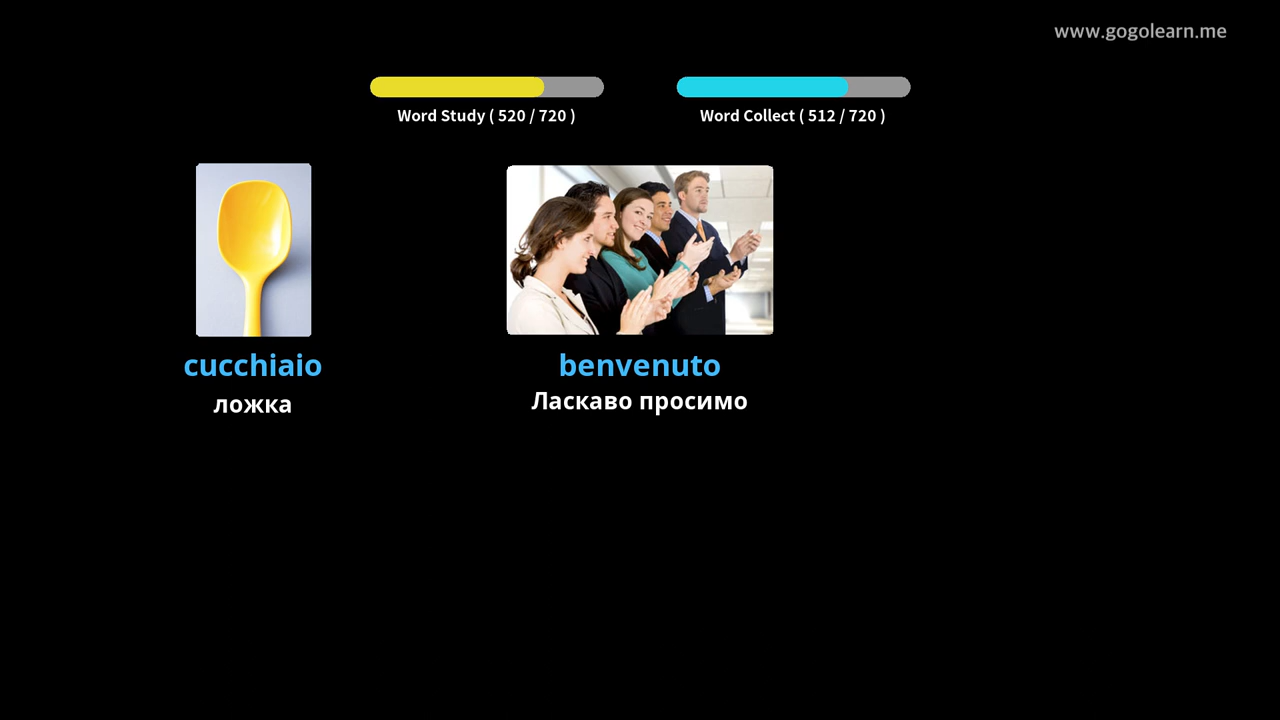 www.gogolearn.me
Word Study ( 520 / 720 )
Word Collect ( 512 / 720 )
cucchiaio
ложка
benvenuto
Ласкаво просимо